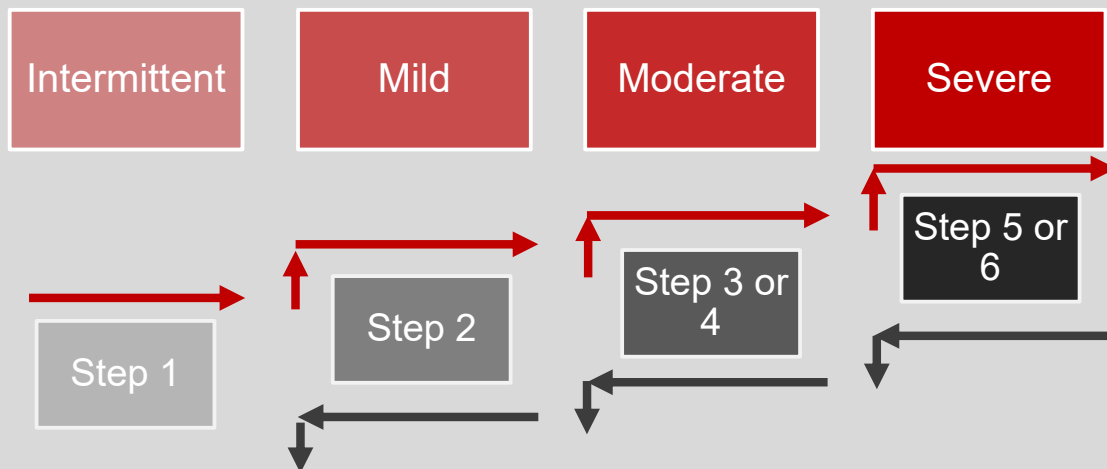 Intermittent
Mild
Moderate
Severe
Step 1
Step 2
Step 3 or
4
Step 5 or
6